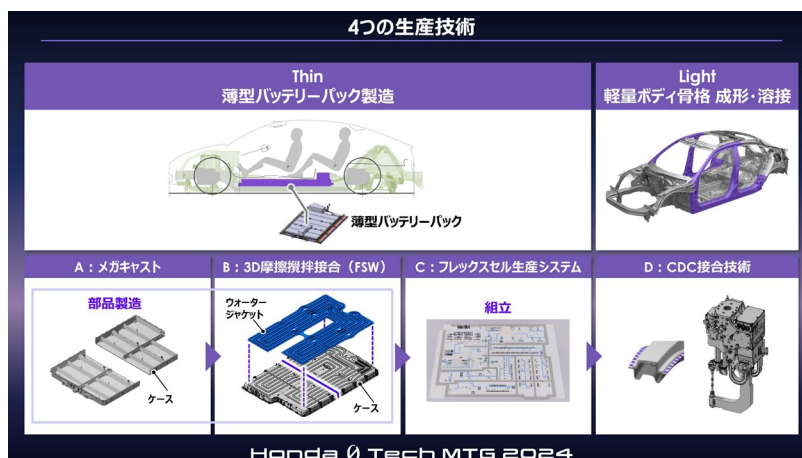 4つの生産技術
Thin
薄型バッテリーパック製造
Light
軽量ボディ骨格 成形・溶接
薄型バッテリーパック
A：メガキャスト
B：3D摩擦攪拌接合（FSW）
C：フレックスセル生産システム
D：CDC接合技術
部品製造
ケース
ウォーター
ジャケット
ケース
組立
Honda 0 Tech MTG 2024